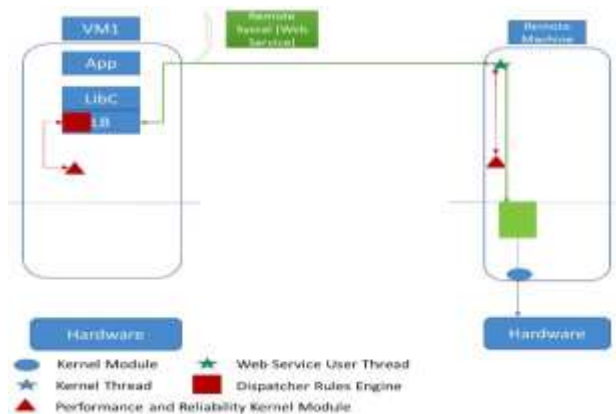 VM1
App
LibC
LB
Remote
Syscl (Web
Service)
Remote
Machine
Hardware
Hardware
Kernel Module
Web Service User Thread
Kernel Thread
Dispatcher Rules Engine
Performance and Reliability Kernel Module